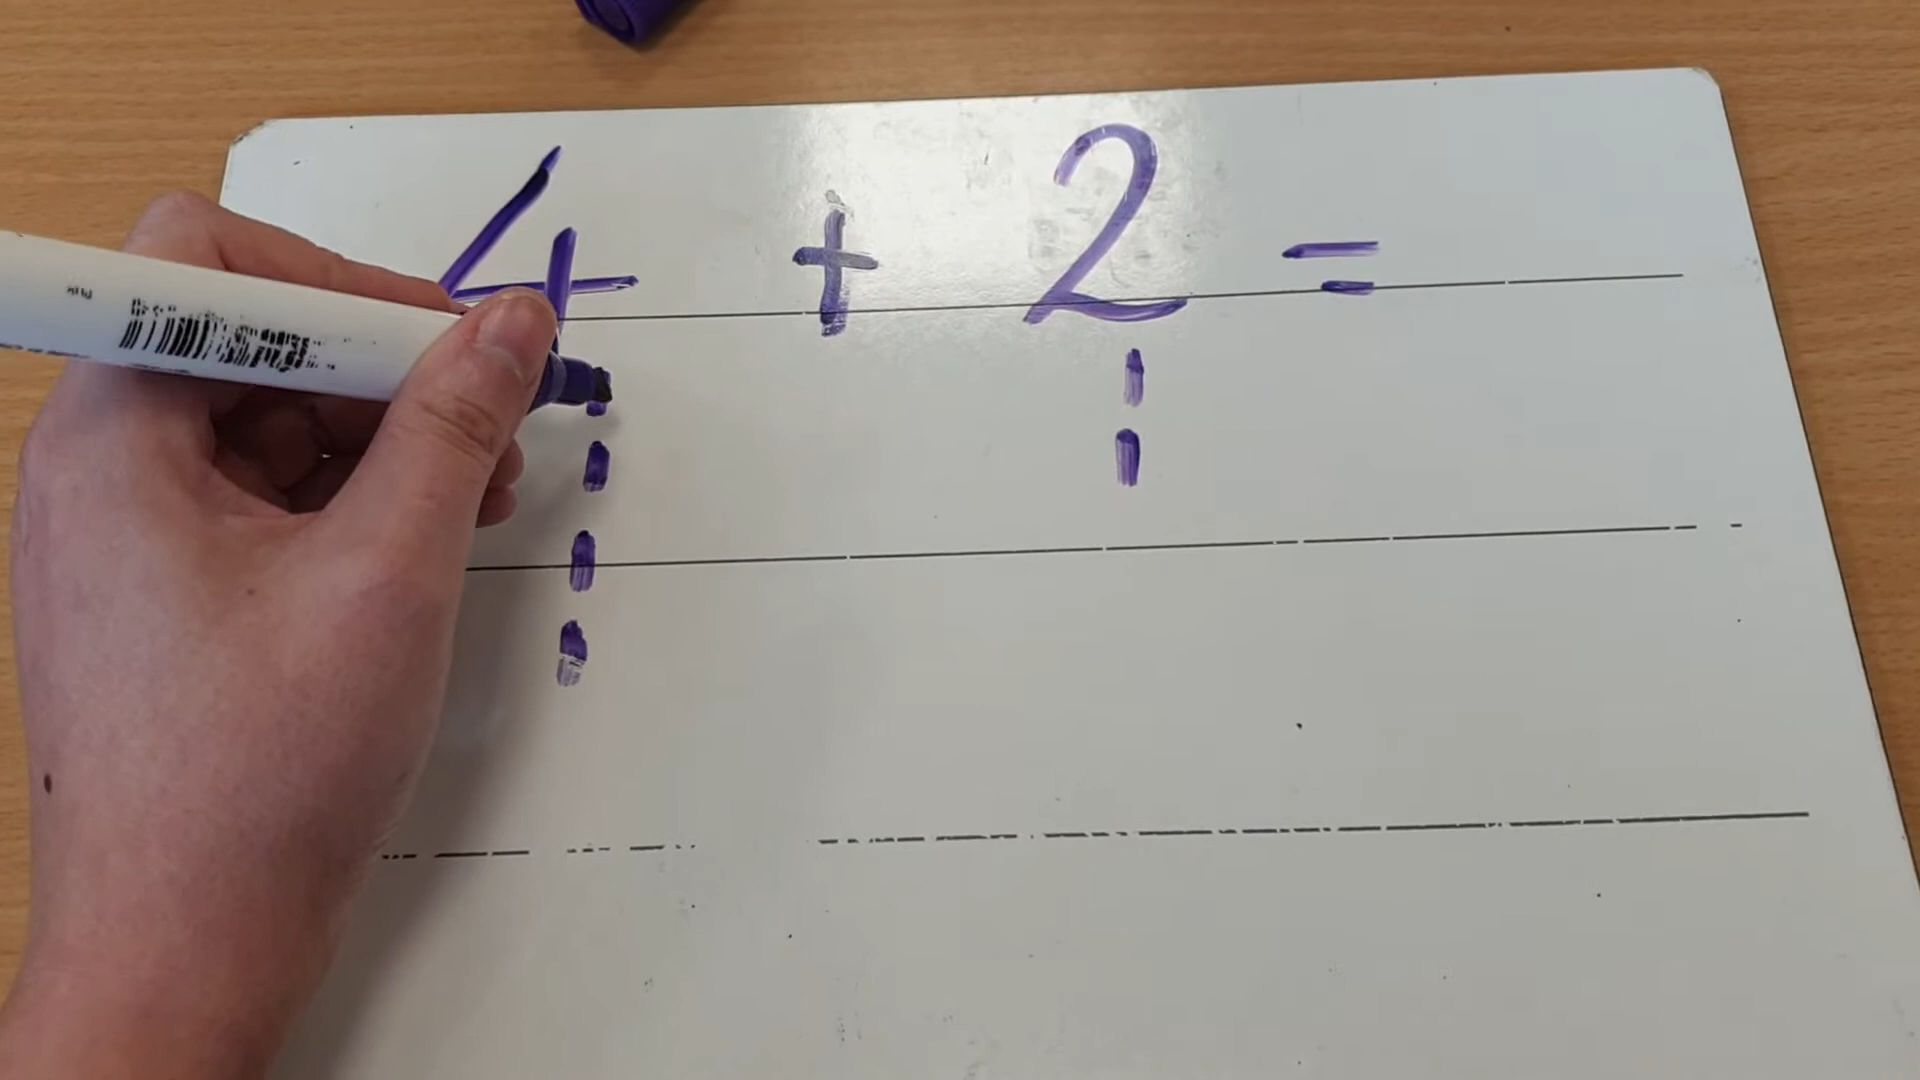 4 + 2 =